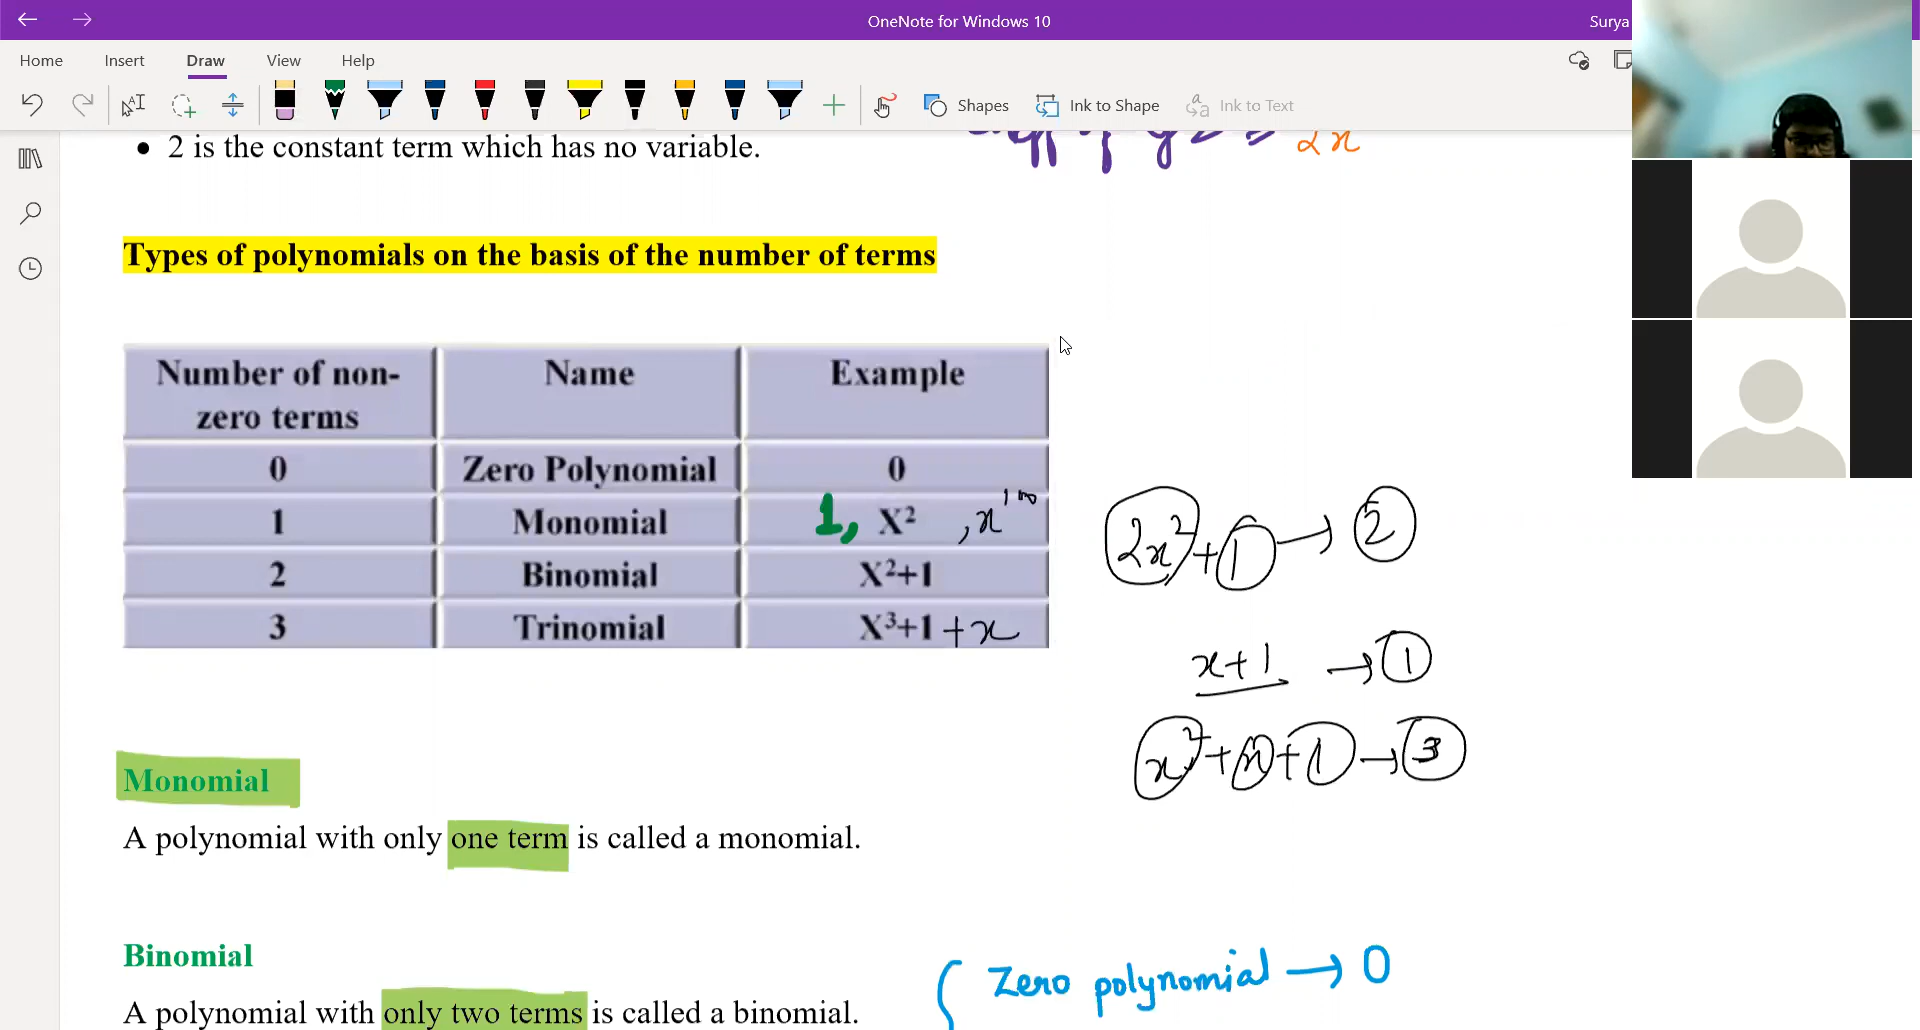 OneNote for Windows 10
Surya
Home Insert Draw View Help
Shapes Ink to Shape Ink to Text
• 2 is the constant term which has no variable.
2x
Types of polynomials on the basis of the number of terms
Number of non-zero terms Name Example
0 Zero Polynomial 0
1 Monomial 1, X² , x¹⁰⁰
2 Binomial X²+1
3 Trinomial X³+1 +x
2x²+1 → 2
x+1 → 1
x²+x+1 → 3
Monomial
A polynomial with only one term is called a monomial.
Binomial
A polynomial with only two terms is called a binomial.
Zero polynomial → 0